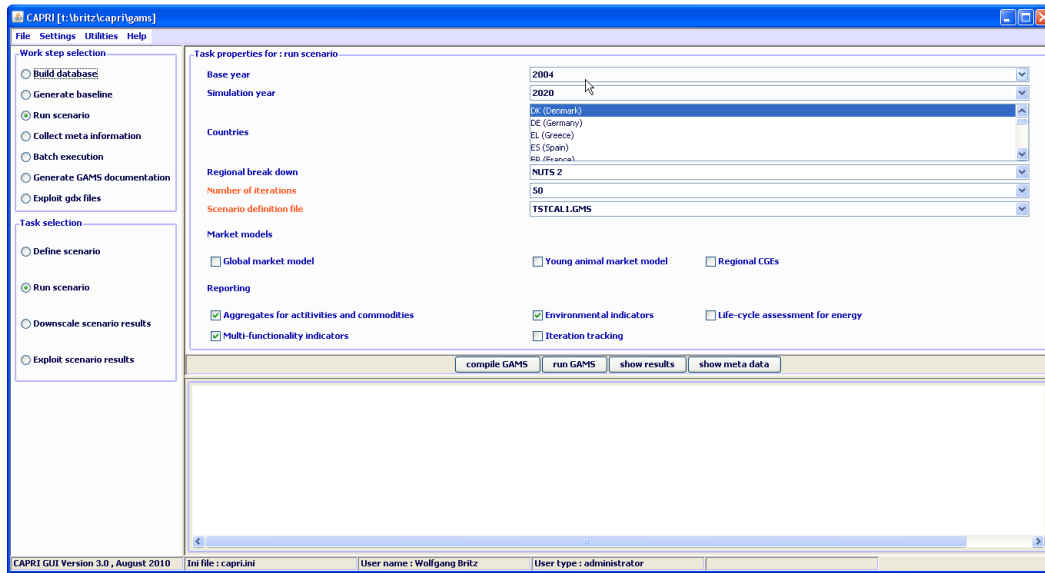 CAPRI [t:\britz\capri\gams]
File Settings Utilities Help
Work step selection
Build database
Generate baseline
Run scenario
Collect meta information
Batch execution
Generate GAMS documentation
Exploit gdx files
Task selection
Define scenario
Run scenario
Downscale scenario results
Exploit scenario results
Task properties for : run scenario
Base year 2004
Simulation year 2020
Countries
DK (Denmark)
DE (Germany)
EL (Greece)
ES (Spain)
FR (France)
Regional break down NUTS 2
Number of iterations 50
Scenario definition file TSTCAL1.GMS
Market models
Global market model Young animal market model Regional CGEs
Reporting
Aggregates for actitivities and commodities Environmental indicators Life-cycle assessment for energy
Multi-functionality indicators Iteration tracking
compile GAMS run GAMS show results show meta data
CAPRI GUI Version 3.0 , August 2010 Ini file : capri.ini User name : Wolfgang Britz User type : administrator